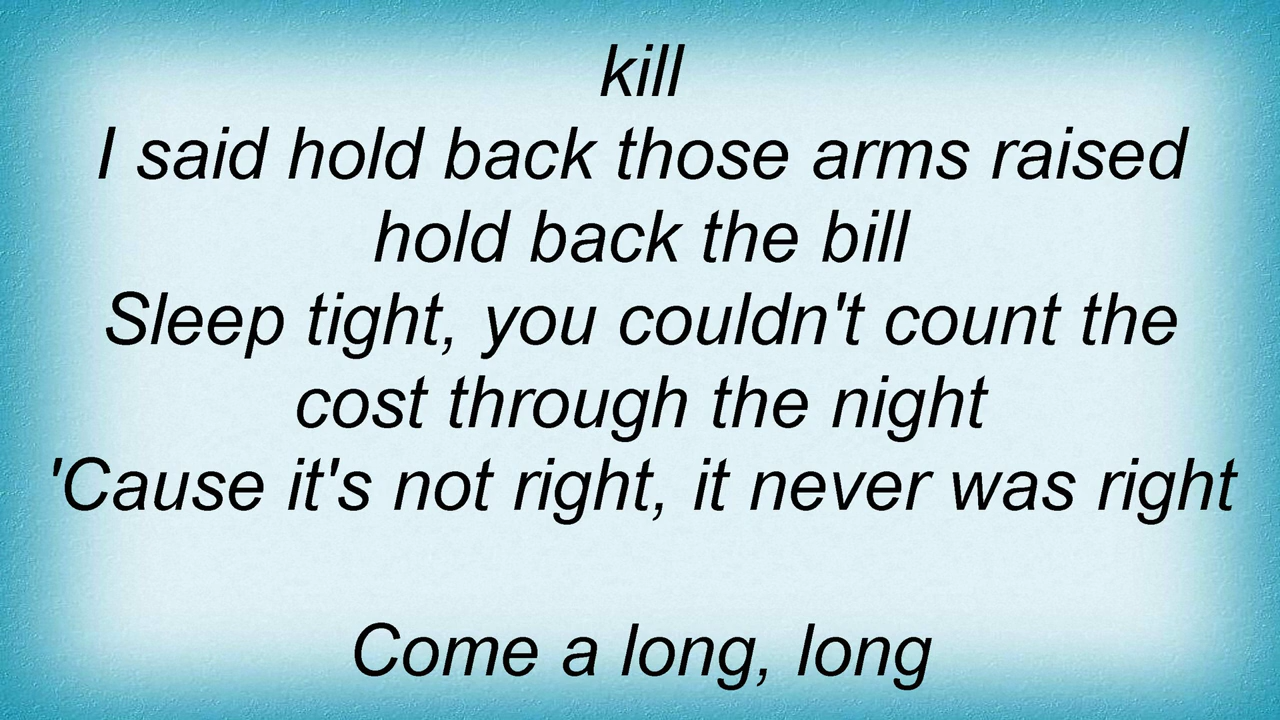 kill
I said hold back those arms raised
hold back the bill
Sleep tight, you couldn't count the
cost through the night
'Cause it's not right, it never was right
Come a long, long